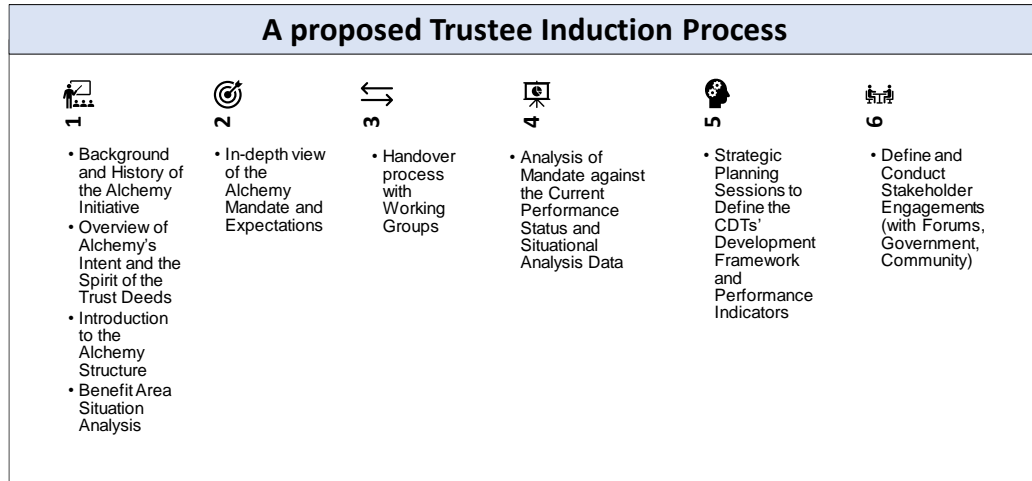 A proposed Trustee Induction Process
1
• Background
and History of
the Alchemy
Initiative
• Overview of
Alchemy's
Intent and the
Spirit of the
Trust Deeds
• Introduction
to the
Alchemy
Structure
• Benefit Area
Situation
Analysis
2
• In-depth view
of the
Alchemy
Mandate and
Expectations
3
• Handover
process
with
Working
Groups
4
• Analysis of
Mandate against
the Current
Performance
Status and
Situational
Analysis Data
5
• Strategic
Planning
Sessions to
Define the
CDTs'
Development
Framework
and
Performance
Indicators
6
• Define and
Conduct
Stakeholder
Engagements
(with Forums,
Government,
Community)